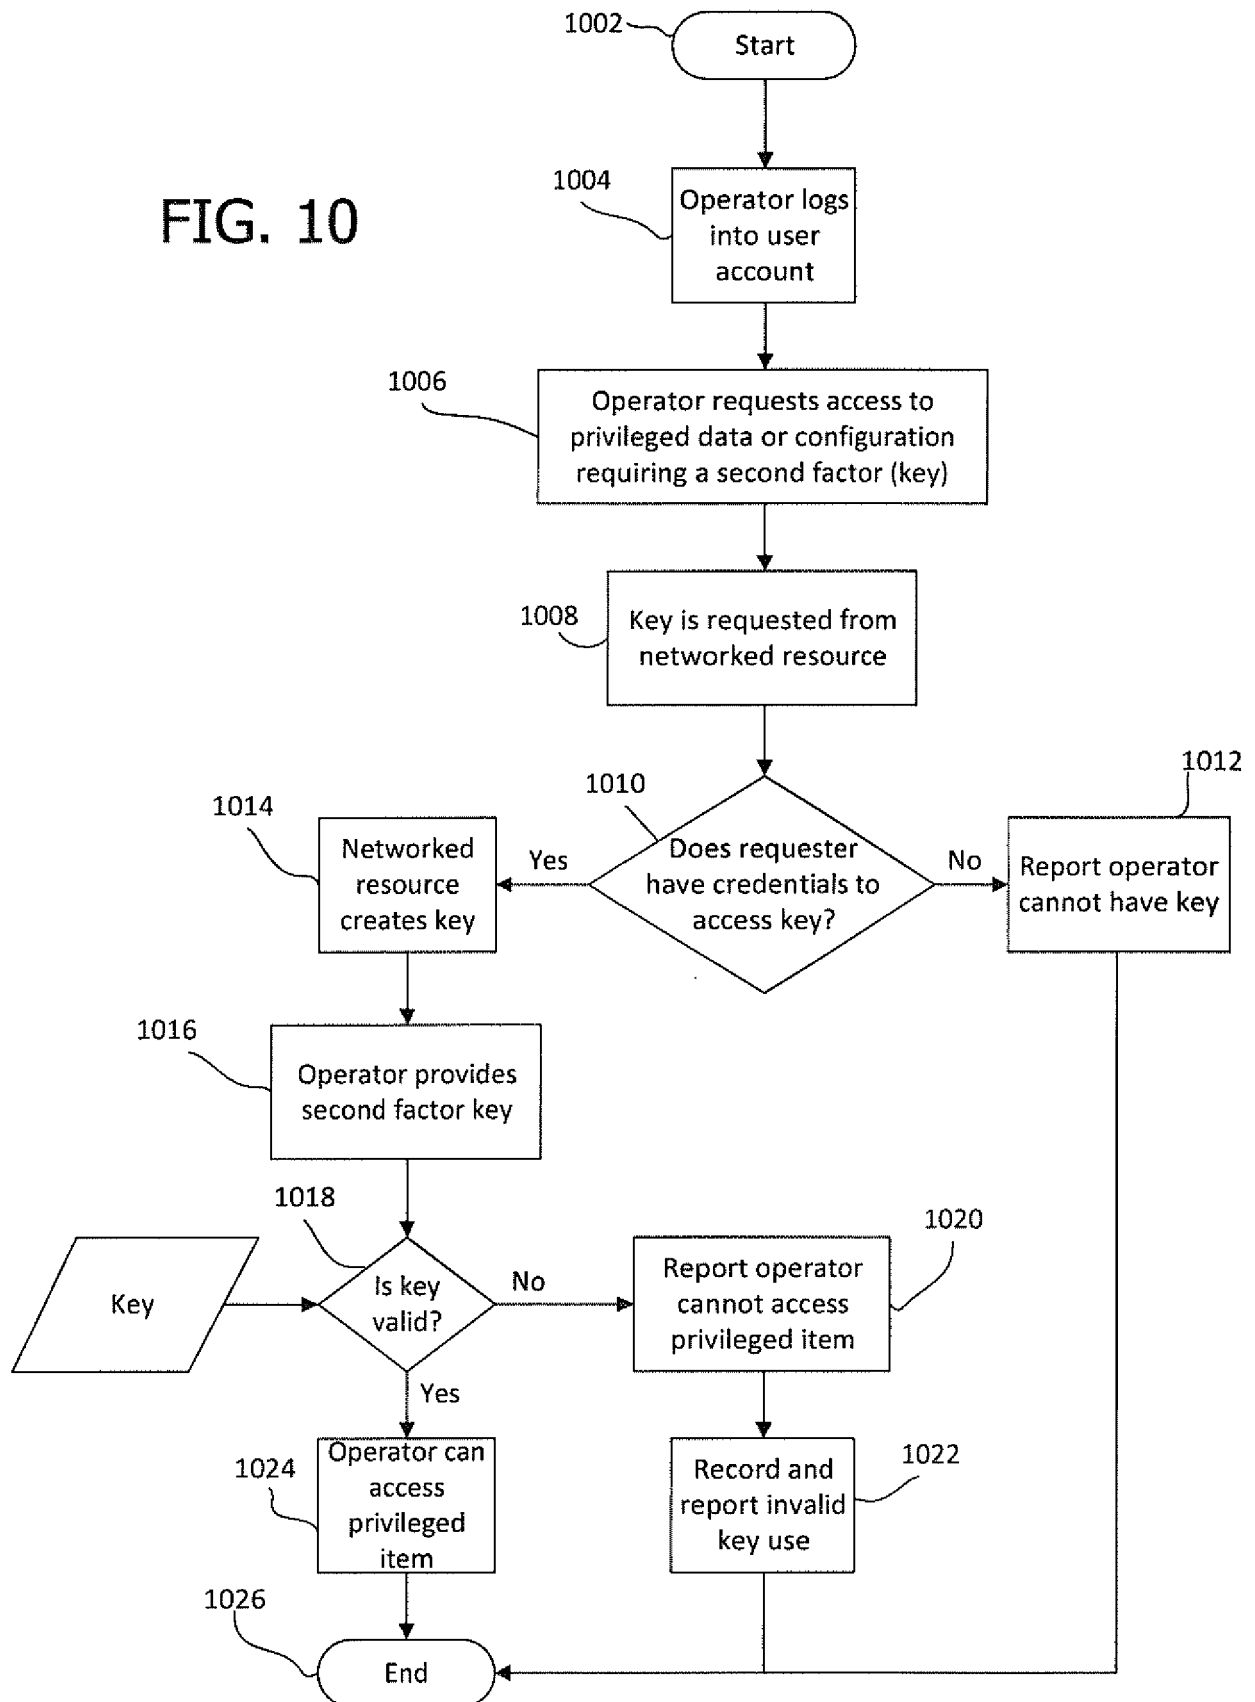 1002
Start
FIG. 10
1004
Operator logs
into user
account
1006
Operator requests access to
privileged data or configuration
requiring a second factor (key)
1008
Key is requested from
networked resource
1010
Does requester
have credentials to
access key?
Yes
No
1012
Report operator
cannot have key
1014
Networked
resource
creates key
1016
Operator provides
second factor key
1018
Key
Is key
valid?
No
Yes
1020
Report operator
cannot access
privileged item
1022
Record and
report invalid
key use
1024
Operator can
access
privileged
item
1026
End